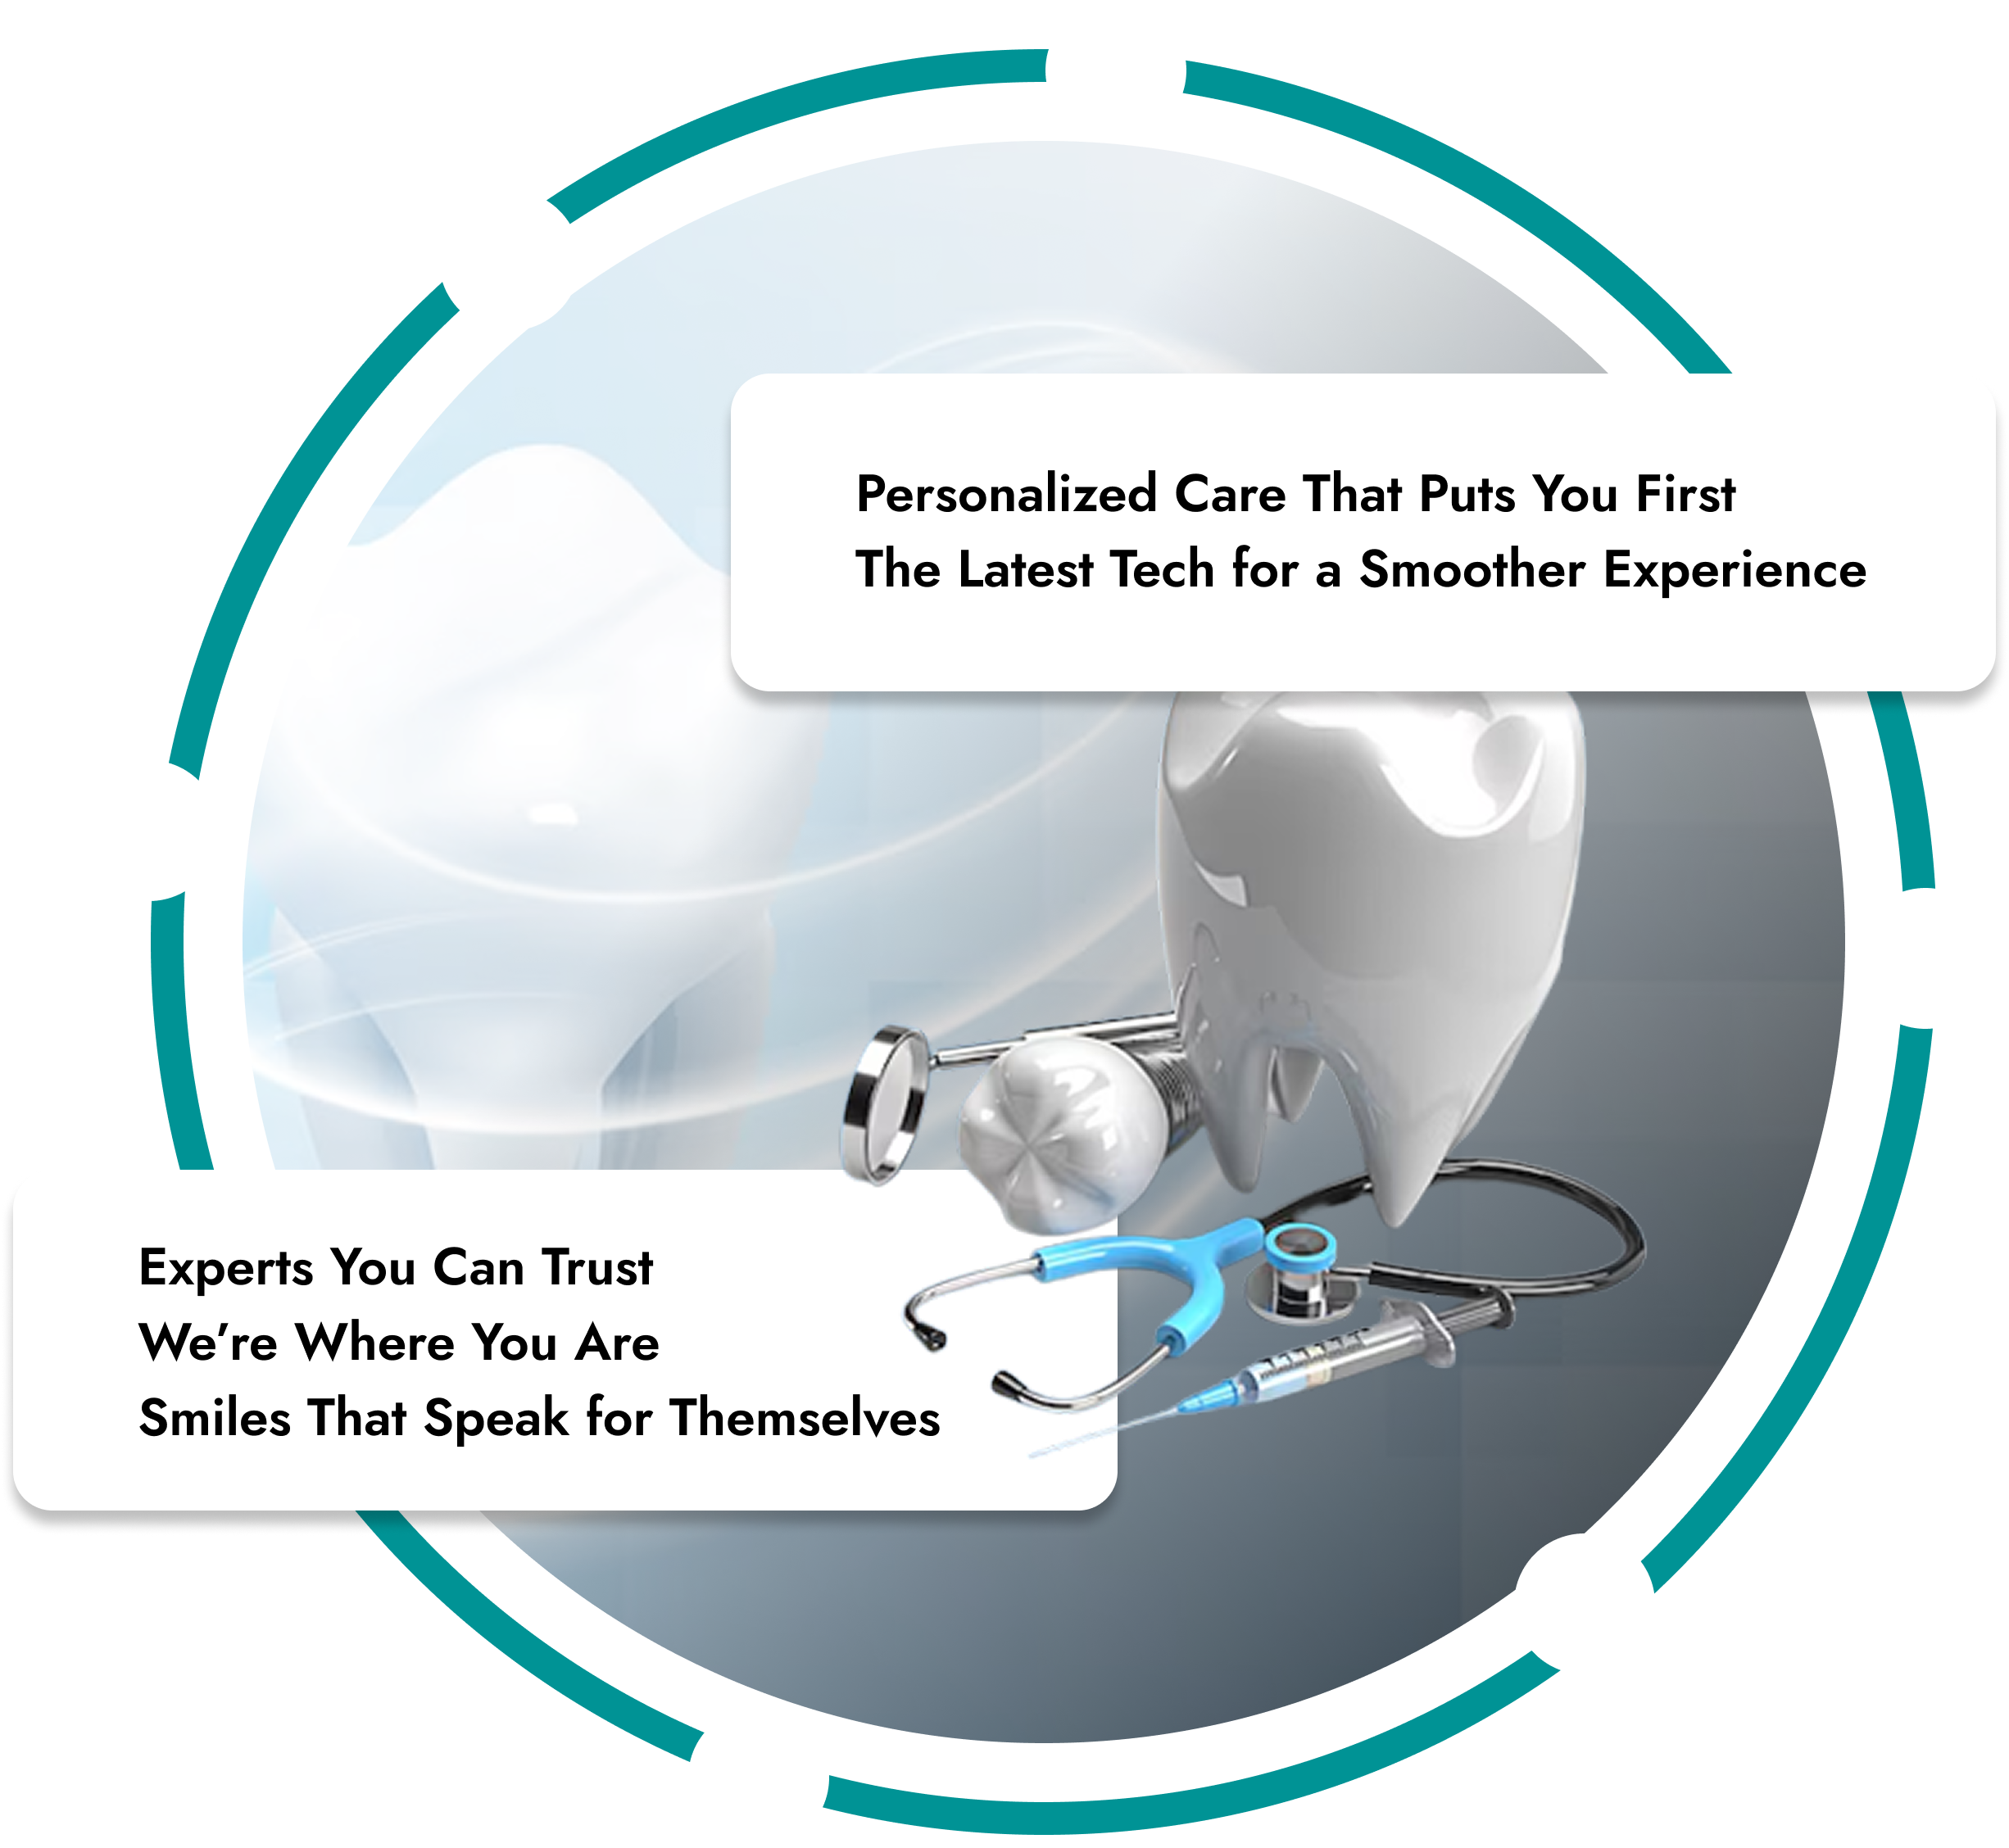 Personalized Care That Puts You First
The Latest Tech for a Smoother Experience
Experts You Can Trust
We’re Where You Are
Smiles That Speak for Themselves